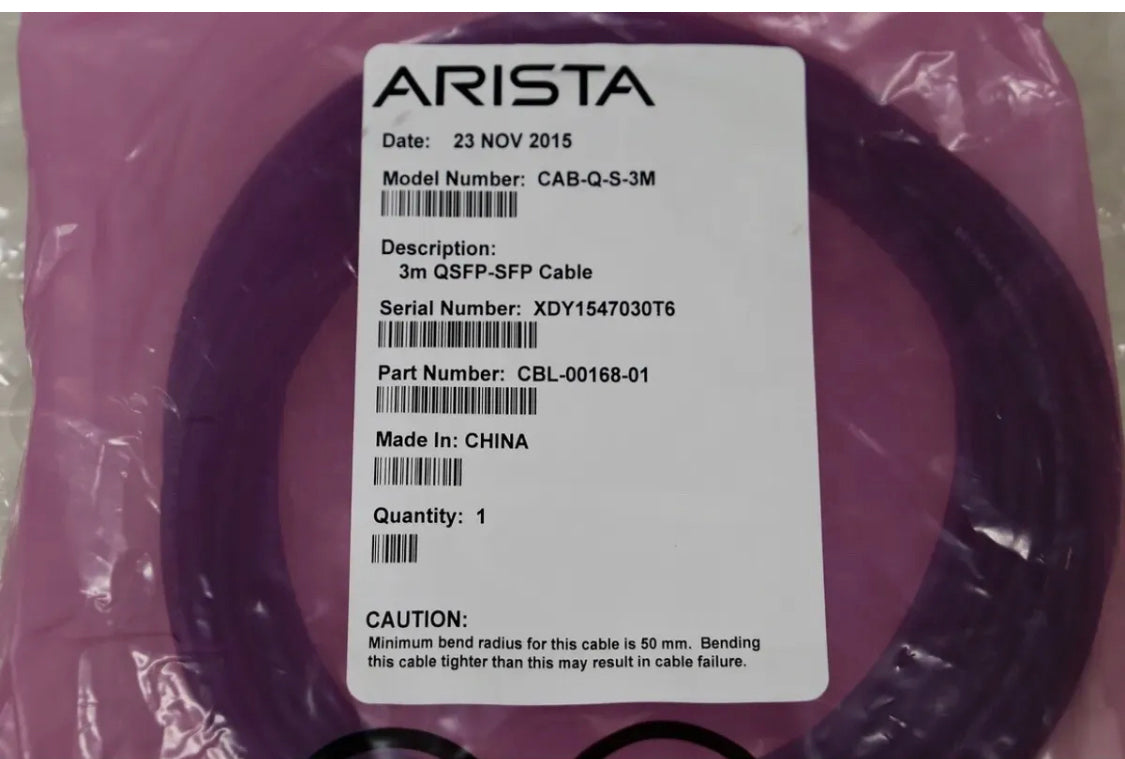 ARISTA
Date: 23 NOV 2015
Model Number: CAB-Q-S-3M
Description:
3m QSFP-SFP Cable
Serial Number: XDY1547030T6
Part Number: CBL-00168-01
Made In: CHINA
Quantity: 1
CAUTION:
Minimum bend radius for this cable is 50 mm. Bending
this cable tighter than this may result in cable failure.